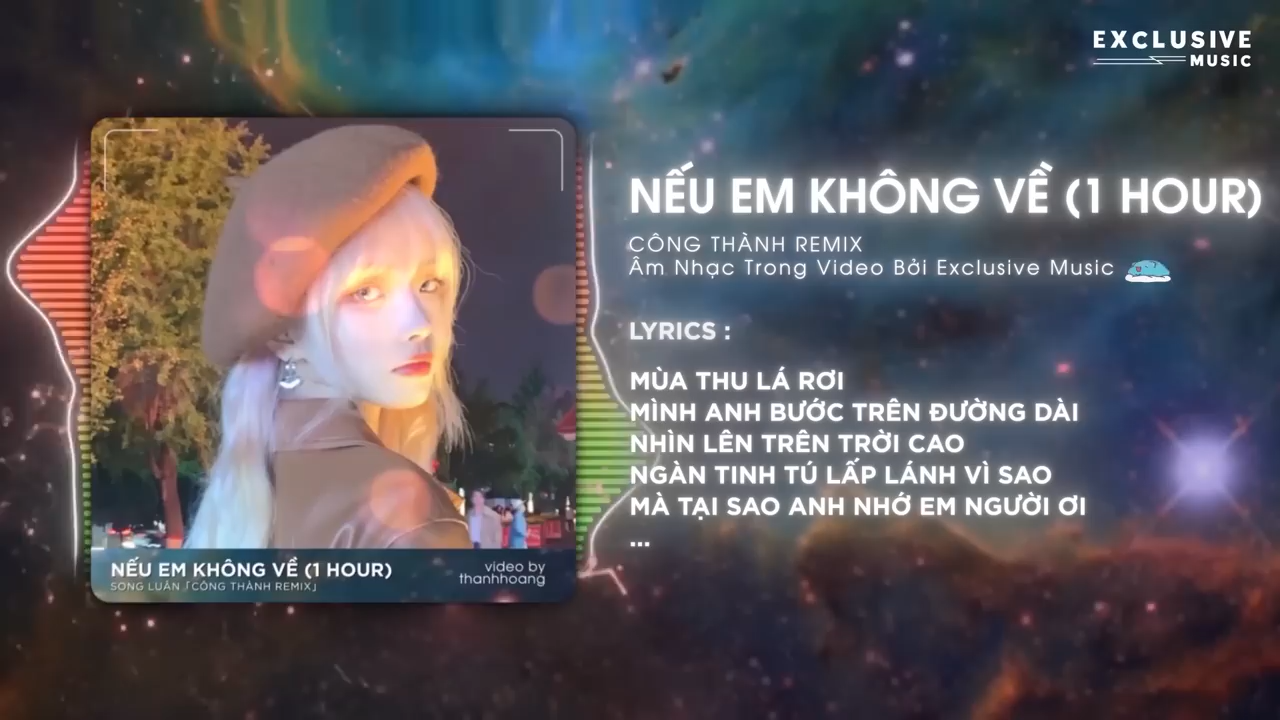 EXCLUSIVE
MUSIC
NẾU EM KHÔNG VỀ (1 HOUR)
CÔNG THÀNH REMIX
Âm Nhạc Trong Video Bởi Exclusive Music
LYRICS :
MÙA THU LÁ RƠI
MÌNH ANH BƯỚC TRÊN ĐƯỜNG DÀI
NHÌN LÊN TRÊN TRỜI CAO
NGÀN TINH TÚ LẤP LÁNH VÌ SAO
MÀ TẠI SAO ANH NHỚ EM NGƯỜI ƠI
...
NẾU EM KHÔNG VỀ (1 HOUR)
SONG LUÂN「CÔNG THÀNH REMIX」
video by
thanhhoang